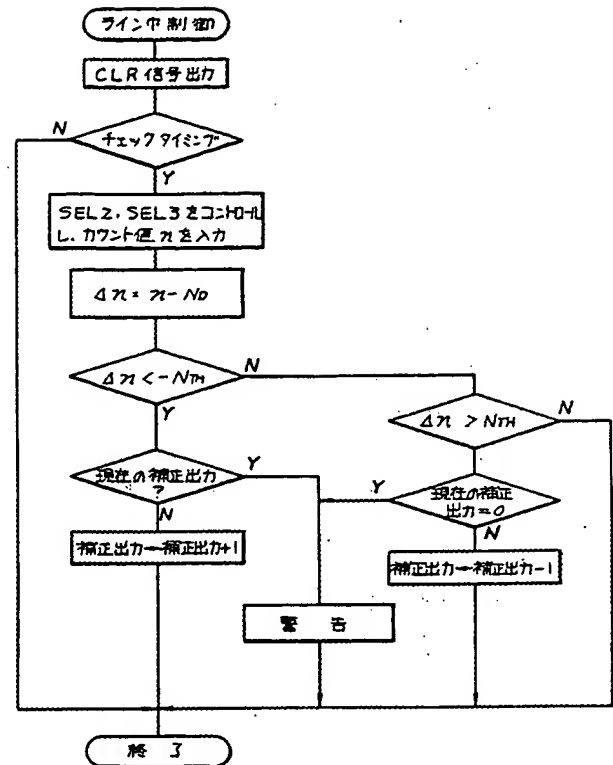 ライン巾制御
CLR信号出力
N
チェックタイミング
Y
SEL2，SEL3をコントロール
し．カウント値nを入力
Δn = n - N0
Δn < -NTH
N
Y
Δn > NTH
N
現在の補正出力
?
Y
N
Y
現在の補正
出力=0
N
補正出力←補正出力+1
補正出力←補正出力-1
警告
終了